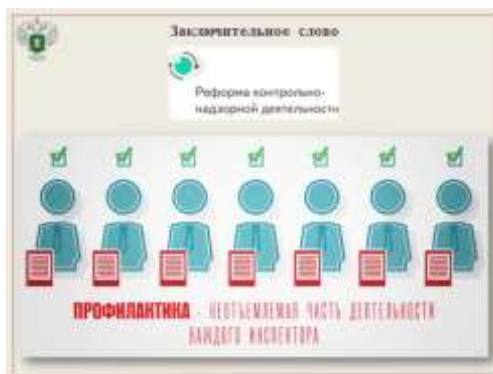 Заключительное слово
Реформа контрольно-
надзорной деятельности
ПРОФИЛАКТИКА - НЕОТЪЕМЛЕМАЯ ЧАСТЬ ДЕЯТЕЛЬНОСТИ
КАЖДОГО ИНСПЕКТОРА